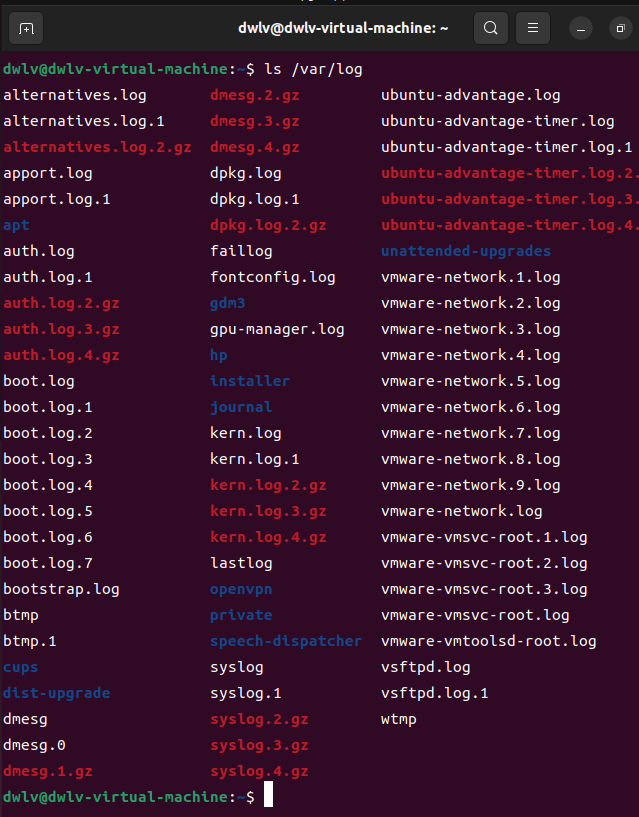 dwlv@dwlv-virtual-machine: ~
dwlv@dwlv-virtual-machine:~$ ls /var/log
alternatives.log dmesg.2.gz ubuntu-advantage.log
alternatives.log.1 dmesg.3.gz ubuntu-advantage-timer.log
alternatives.log.2.gz dmesg.4.gz ubuntu-advantage-timer.log.1
apport.log dpkg.log ubuntu-advantage-timer.log.2.
apport.log.1 dpkg.log.1 ubuntu-advantage-timer.log.3.
apt dpkg.log.2.gz ubuntu-advantage-timer.log.4.
auth.log faillog unattended-upgrades
auth.log.1 fontconfig.log vmware-network.1.log
auth.log.2.gz gdm3 vmware-network.2.log
auth.log.3.gz gpu-manager.log vmware-network.3.log
auth.log.4.gz hp vmware-network.4.log
boot.log installer vmware-network.5.log
boot.log.1 journal vmware-network.6.log
boot.log.2 kern.log vmware-network.7.log
boot.log.3 kern.log.1 vmware-network.8.log
boot.log.4 kern.log.2.gz vmware-network.9.log
boot.log.5 kern.log.3.gz vmware-network.log
boot.log.6 kern.log.4.gz vmware-vmsvc-root.1.log
boot.log.7 lastlog vmware-vmsvc-root.2.log
bootstrap.log openvpn vmware-vmsvc-root.3.log
btmp private vmware-vmsvc-root.log
btmp.1 speech-dispatcher vmware-vmtoolsd-root.log
cups syslog vsftpd.log
dist-upgrade syslog.1 vsftpd.log.1
dmesg syslog.2.gz wtmp
dmesg.0 syslog.3.gz
dmesg.1.gz syslog.4.gz
dwlv@dwlv-virtual-machine:~$